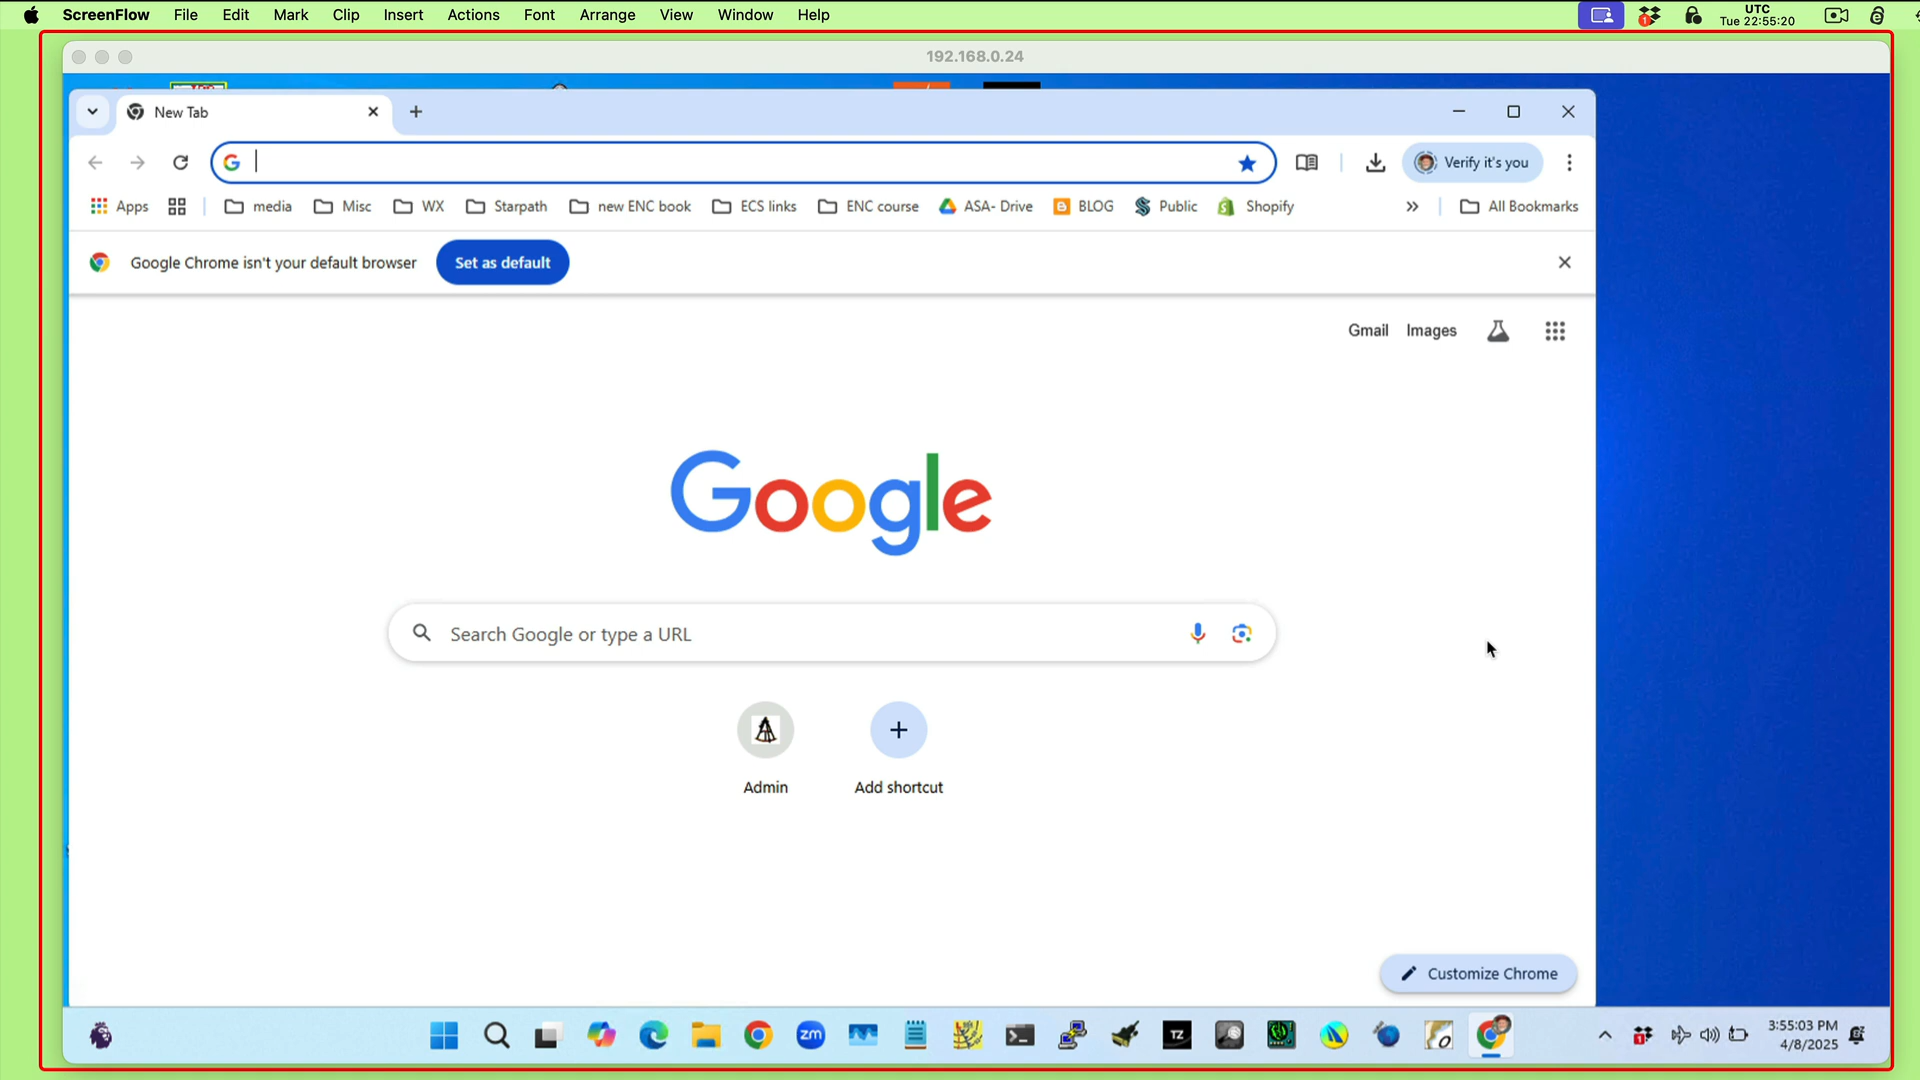 ScreenFlow File Edit Mark Clip Insert Actions Font Arrange View Window Help
UTC
Tue 22:55:20
192.168.0.24
New Tab
Verify it's you
Apps media Misc WX Starpath new ENC book ECS links ENC course ASA- Drive BLOG Public Shopify All Bookmarks
Google Chrome isn't your default browser Set as default
Gmail Images
Google
Search Google or type a URL
Admin Add shortcut
Customize Chrome
zm
TZ
3:55:03 PM
4/8/2025